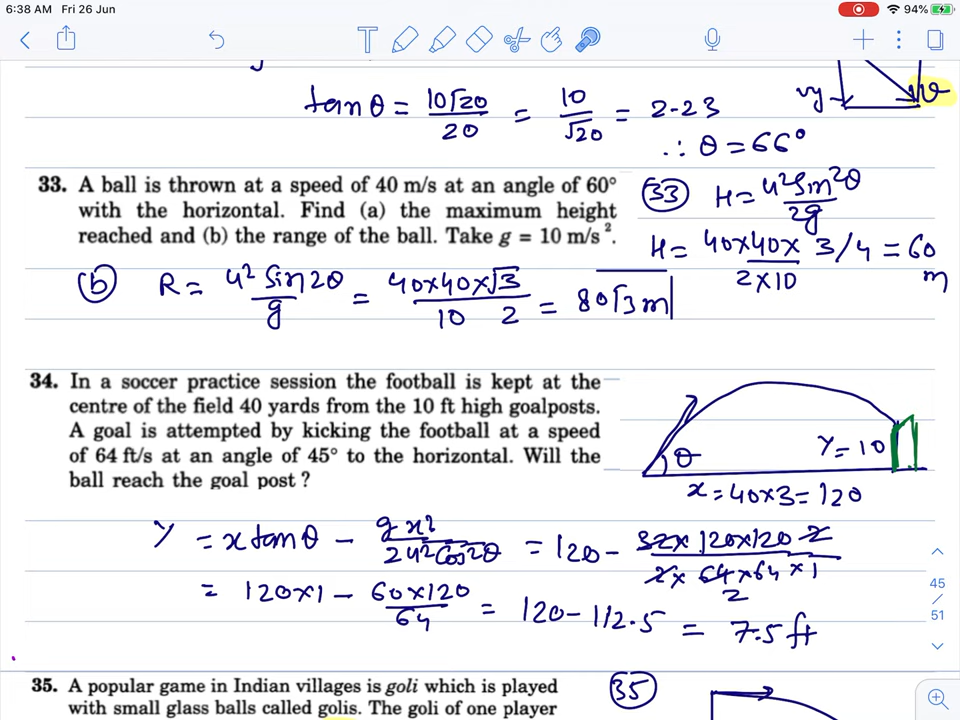 6:38 AM Fri 26 Jun 94%
tanθ = 10√20 / 20 = 10 / √20 = 2.23
vy
∴ θ = 66°
33. A ball is thrown at a speed of 40 m/s at an angle of 60°
with the horizontal. Find (a) the maximum height
reached and (b) the range of the ball. Take g = 10 m/s².
(33) H = u² sin²θ / 2g
H = 40×40× 3/4 / 2×10 = 60 m
(b) R = u² sin2θ / g = 40×40×√3 / 10 2 = 80√3 m
34. In a soccer practice session the football is kept at the
centre of the field 40 yards from the 10 ft high goalposts.
A goal is attempted by kicking the football at a speed
of 64 ft/s at an angle of 45° to the horizontal. Will the
ball reach the goal post ?
θ
y = 10
x = 40×3 = 120
y = x tanθ - gx² / 2u² cos²θ = 120 - 32× 120×120 2 / 2× 64×64 ×1
2
= 120×1 - 60×120 / 64 = 120 - 112.5 = 7.5 ft
45
/
51
35. A popular game in Indian villages is goli which is played
with small glass balls called golis. The goli of one player
(35)